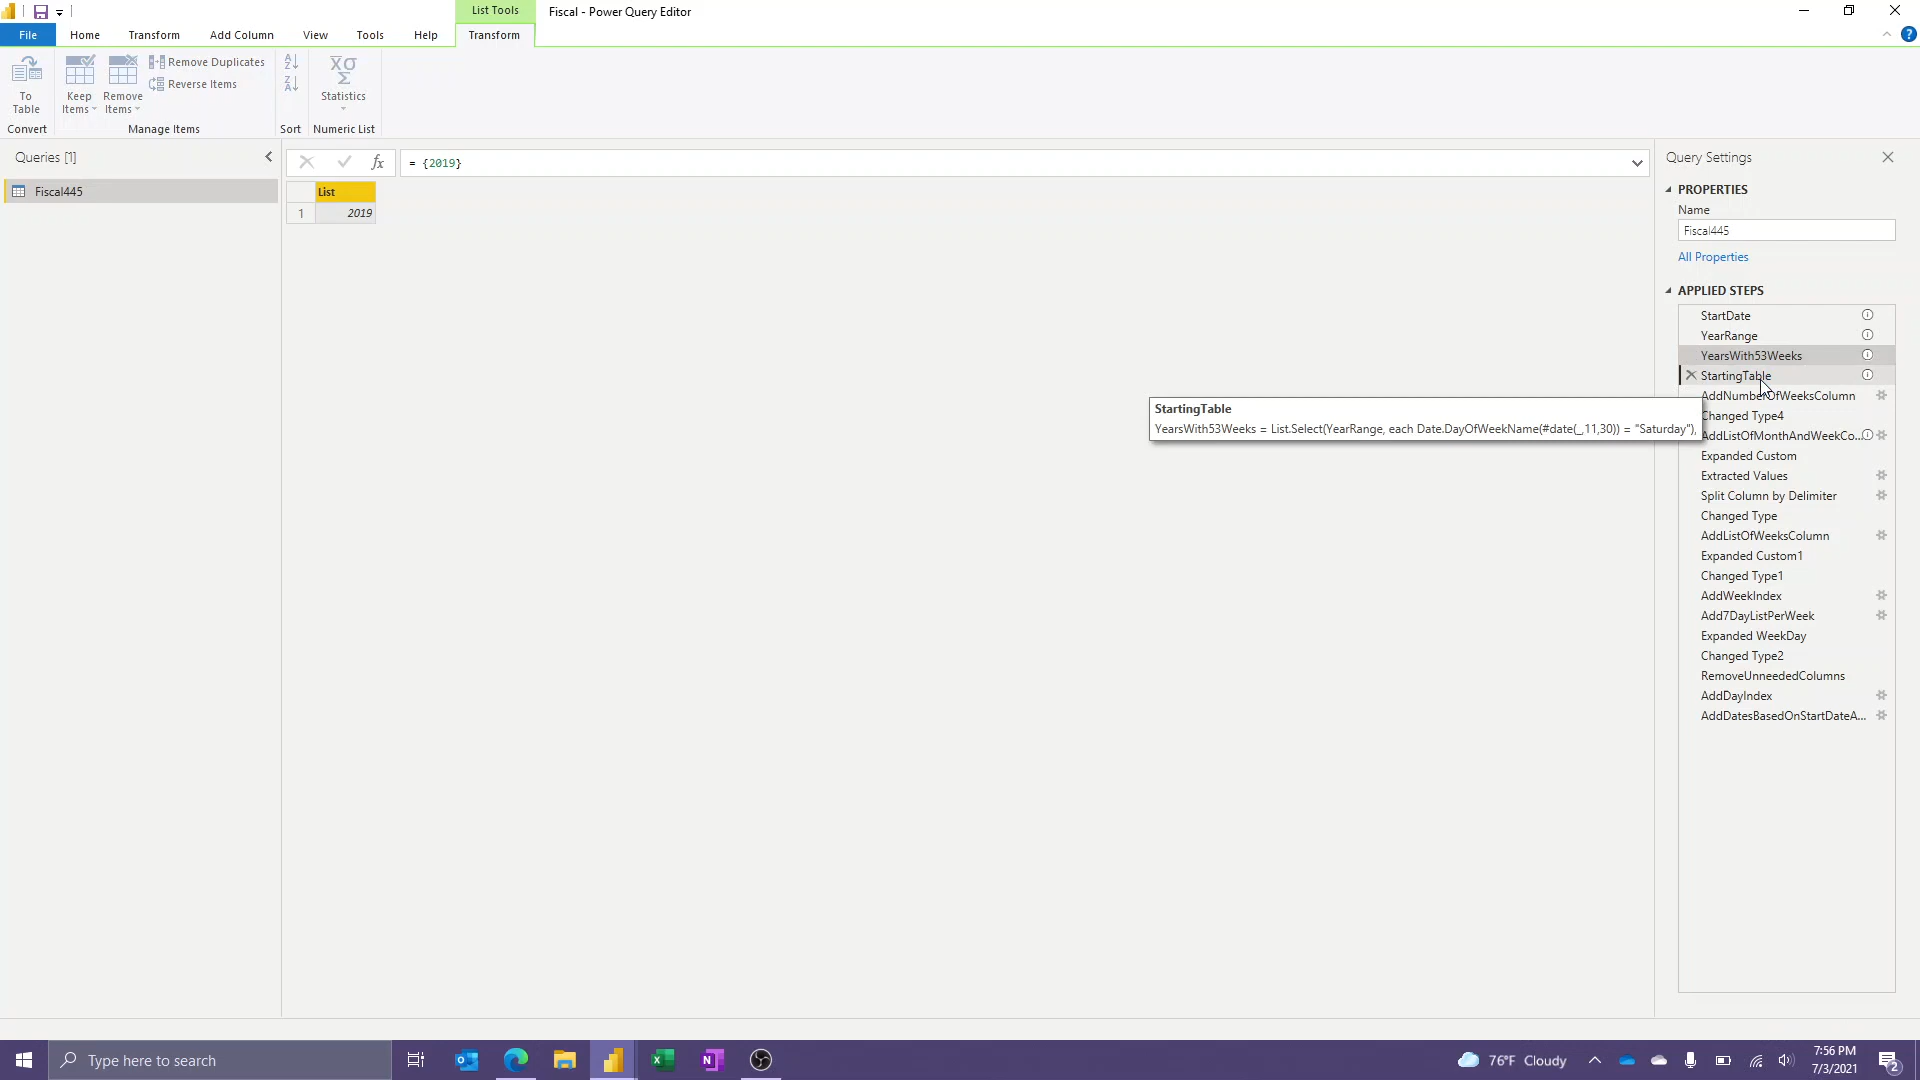 List Tools
Fiscal - Power Query Editor
File
Home
Transform
Add Column
View
Tools
Help
Transform
To
Table
Keep
Items
Remove
Items
Remove Duplicates
Reverse Items
A
Z
Z
A
Statistics
Convert
Manage Items
Sort
Numeric List
Queries [1]
Fiscal445
fx
= {2019}
List
1
2019
Query Settings
PROPERTIES
Name
Fiscal445
All Properties
APPLIED STEPS
StartDate
YearRange
YearsWith53Weeks
StartingTable
AddNumberOfWeeksColumn
Changed Type4
AddListOfMonthAndWeekCo...
Expanded Custom
Extracted Values
Split Column by Delimiter
Changed Type
AddListOfWeeksColumn
Expanded Custom1
Changed Type1
AddWeekIndex
Add7DayListPerWeek
Expanded WeekDay
Changed Type2
RemoveUnneededColumns
AddDayIndex
AddDatesBasedOnStartDateA...
StartingTable
YearsWith53Weeks = List.Select(YearRange, each Date.DayOfWeekName(#date(_,11,30)) = "Saturday"),
Type here to search
76°F Cloudy
7:56 PM
7/3/2021
2